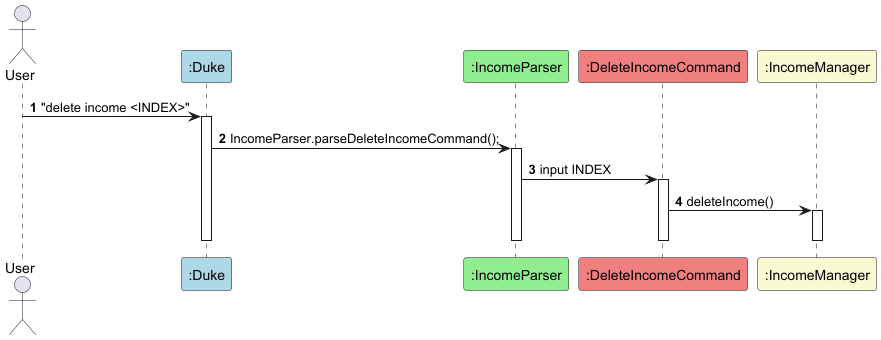 User
:Duke
:IncomeParser
:DeleteIncomeCommand
:IncomeManager
1 "delete income <INDEX>"
2 IncomeParser.parseDeleteIncomeCommand();
3 input INDEX
4 deleteIncome()
User
:Duke
:IncomeParser
:DeleteIncomeCommand
:IncomeManager